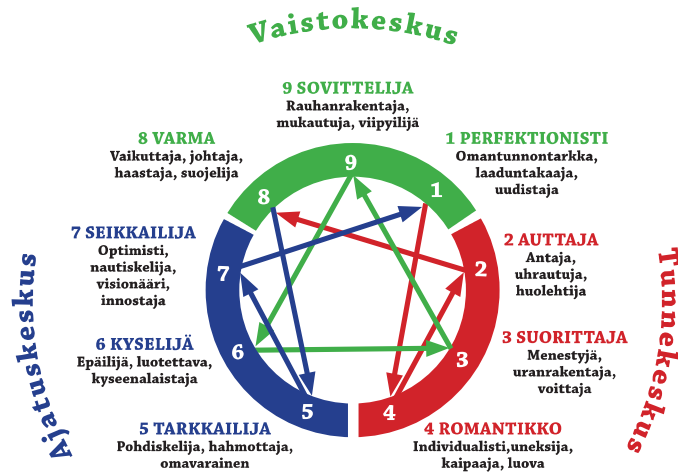 Vaistokeskus
9 SOVITTELIJA
Rauhanrakentaja,
mukautuja, viipyilijä
8 VARMA
Vaikuttaja, johtaja,
haastaja, suojelija
1 PERFEKTIONISTI
Omantunnontarkka,
laaduntakaaja,
uudistaja
7 SEIKKAILIJA
Optimisti,
nautiskelija,
visionääri,
innostaja
2 AUTTAJA
Antaja,
uhrautuja,
huolehtija
6 KYSELIJÄ
Epäilijä, luotettava,
kyseenalaistaja
3 SUORITTAJA
Menestyjä,
uranrakentaja,
voittaja
5 TARKKAILIJA
Pohdiskelija, hahmottaja,
omavarainen
4 ROMANTIKKO
Individualisti,uneksija,
kaipaaja, luova
Ajatuskeskus
Tunnekeskus
9
8
1
7
2
6
3
5
4